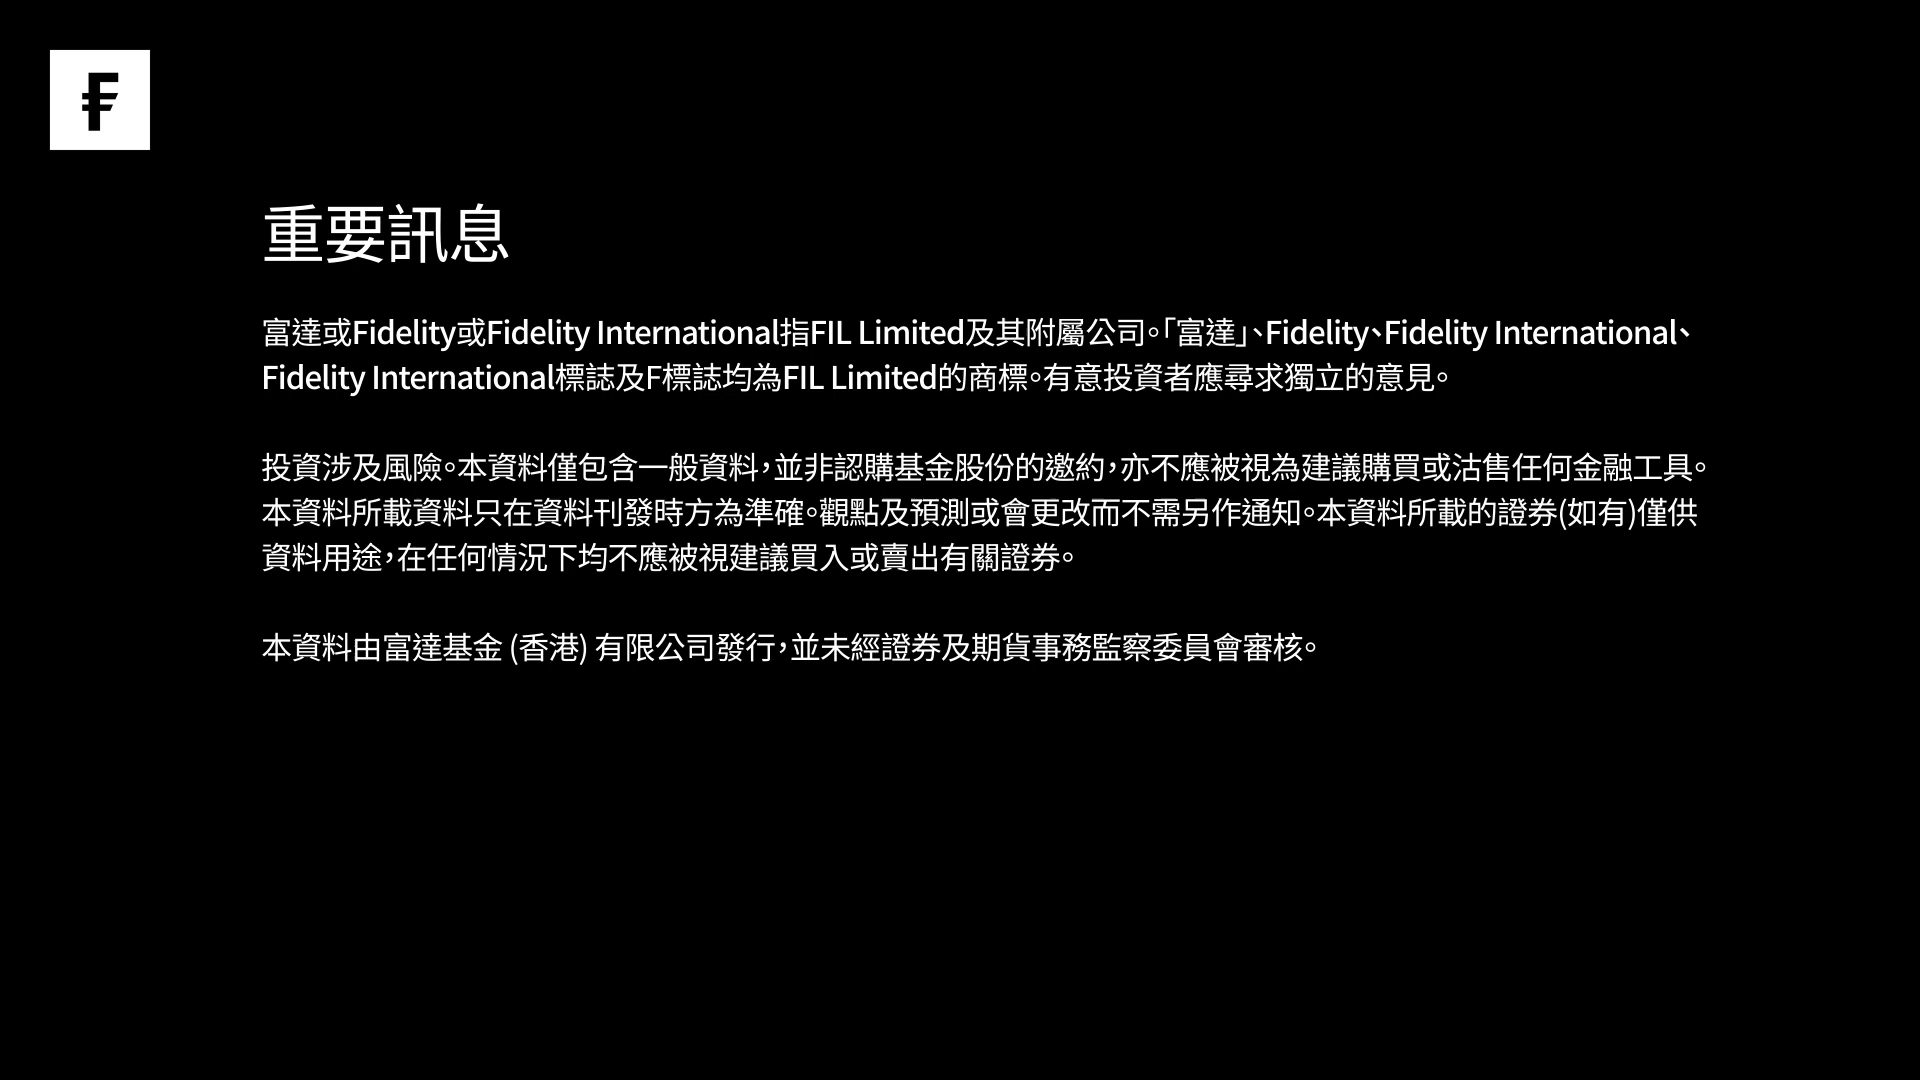 重要訊息
富達或Fidelity或Fidelity International指FIL Limited及其附屬公司。「富達」、Fidelity、Fidelity International、
Fidelity International標誌及F標誌均為FIL Limited的商標。有意投資者應尋求獨立的意見。
投資涉及風險。本資料僅包含一般資料，並非認購基金股份的邀約，亦不應被視為建議購買或沽售任何金融工具。
本資料所載資料只在資料刊發時方為準確。觀點及預測或會更改而不需另作通知。本資料所載的證券(如有)僅供
資料用途，在任何情況下均不應被視建議買入或賣出有關證券。
本資料由富達基金 (香港) 有限公司發行，並未經證券及期貨事務監察委員會審核。